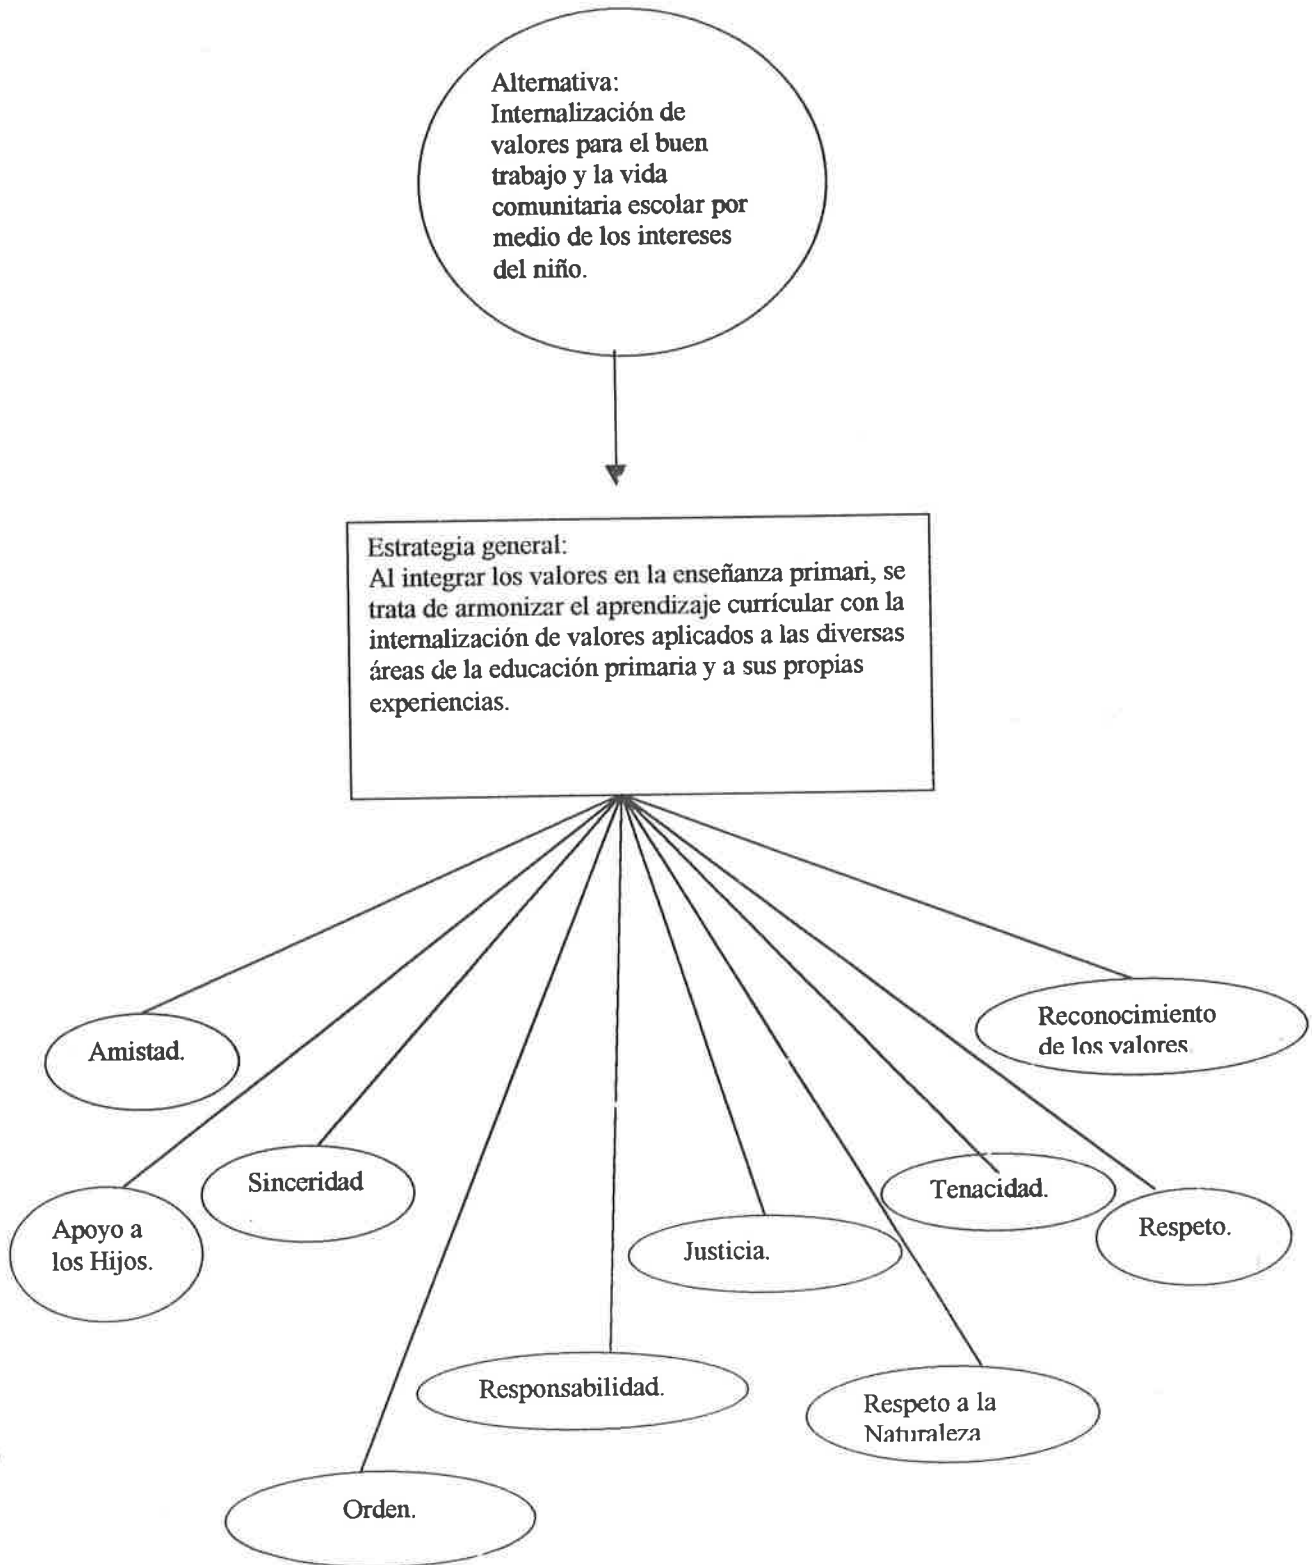 Alternativa:
Internalización de
valores para el buen
trabajo y la vida
comunitaria escolar por
medio de los intereses
del niño.
Estrategia general:
Al integrar los valores en la enseñanza primari, se
trata de armonizar el aprendizaje currícular con la
internalización de valores aplicados a las diversas
áreas de la educación primaria y a sus propias
experiencias.
Amistad.
Reconocimiento
de los valores
Sinceridad
Tenacidad.
Apoyo a
los Hijos.
Justicia.
Respeto.
Responsabilidad.
Respeto a la
Naturaleza
Orden.